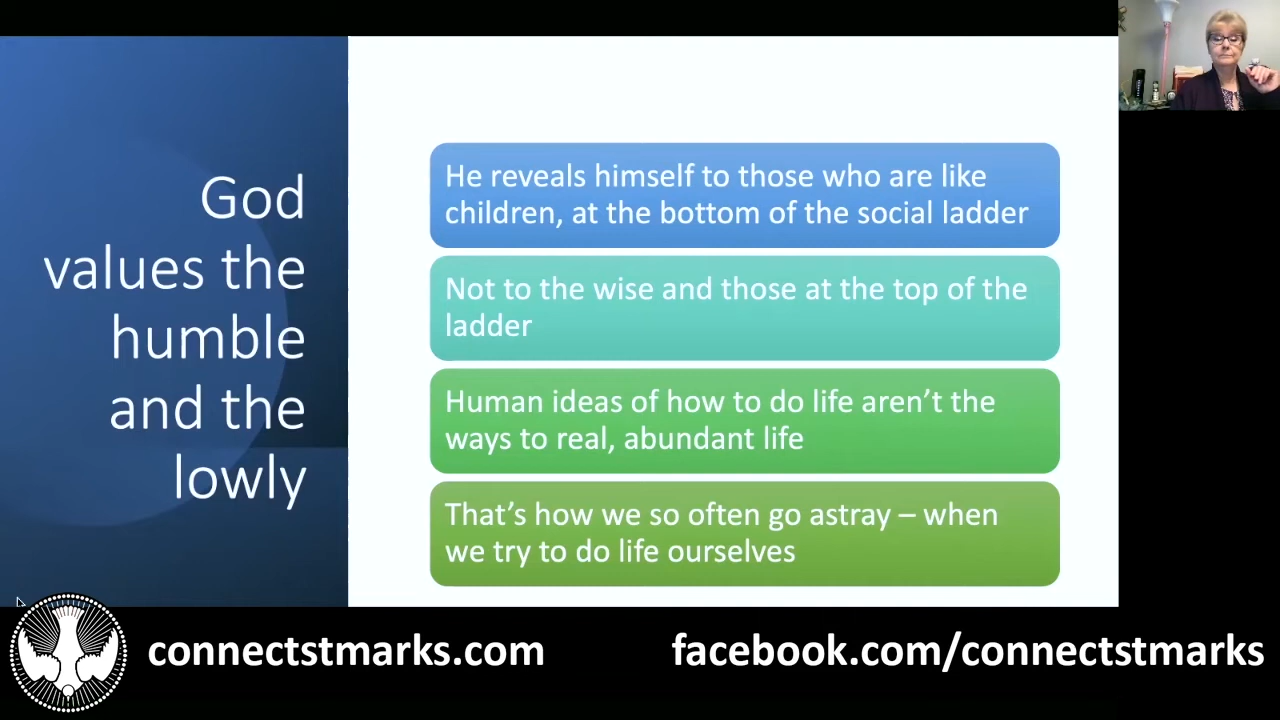 God
values the
humble
and the
lowly
He reveals himself to those who are like
children, at the bottom of the social ladder
Not to the wise and those at the top of the
ladder
Human ideas of how to do life aren’t the
ways to real, abundant life
That’s how we so often go astray – when
we try to do life ourselves
connectstmarks.com
facebook.com/connectstmarks